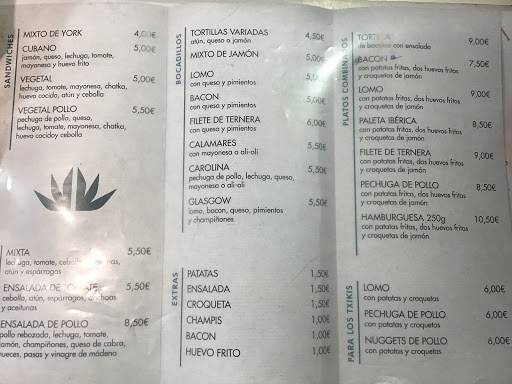 SANDWICHES
MIXTO DE YORK 4,00€
CUBANO 5,00€
jamón, queso, lechuga, tomate,
mayonesa y huevo frito
VEGETAL 5,00€
lechuga, tomate, mayonesa, chatka,
huevo cocido, atún y cebolla
VEGETAL POLLO 5,50€
pechuga de pollo, queso,
lechuga, tomate, mayonesa, chatka,
huevo cocidoy cebolla
MIXTA 5,50€
lechuga, tomate,
atún y espárragos
ENSALADA DE 5,50€
cebolla, atún, espárragos,
y aceitunas
ENSALADA DE POLLO 8,50€
pollo rebozado, lechuga, tomate,
jamón, champiñones, queso de cabra,
nueces, pasas y vinagre de módena
BOCADILLOS
TORTILLAS VARIADAS 4,50€
atún, queso o jamón
MIXTO DE JAMÓN 5,00€
LOMO
con queso y pimientos
BACON 5,00€
con queso y pimientos
FILETE DE TERNERA 6,00€
con queso y pimientos
CALAMARES 5,50€
con mayonesa o ali-oli
CAROLINA 5,50€
pechuga de pollo, lechuga, queso,
mayonesa o ali-oli
GLASGOW 5,50€
loma, bacon, queso, pimientos
y champiñones
EXTRAS
PATATAS 1,50€
ENSALADA 1,50€
CROQUETA 1,50€
CHAMPIS 1,00€
BACON 1,00€
HUEVO FRITO 1,00€
PLATOS COMBINADOS
TORTILLA 9,00€
de bacalao con ensalada
BACON 7,50€
con patatas fritas, dos huevos fritos
y croquetas de jamón
LOMO 9,00€
con patatas fritas, dos huevos fritos
y croquetas de jamón
PALETA IBÉRICA 8,50€
con patatas fritas, dos huevos fritos
y croquetas de jamón
FILETE DE TERNERA 9,00€
con patatas fritas, dos huevos fritos
y croquetas de jamón
PECHUGA DE POLLO 8,50€
con patatas fritas, dos huevos fritos
y croquetas de jamón
HAMBURGUESA 250g 10,50€
con patatas fritas, dos huevos fritos
y croquetas de jamón
PARA LOS TXIKIS
LOMO 6,00€
con patatas y croquetas
PECHUGA DE POLLO 6,00€
con patatas y croquetas
NUGGETS DE POLLO 6,00€
con patatas y croquetas